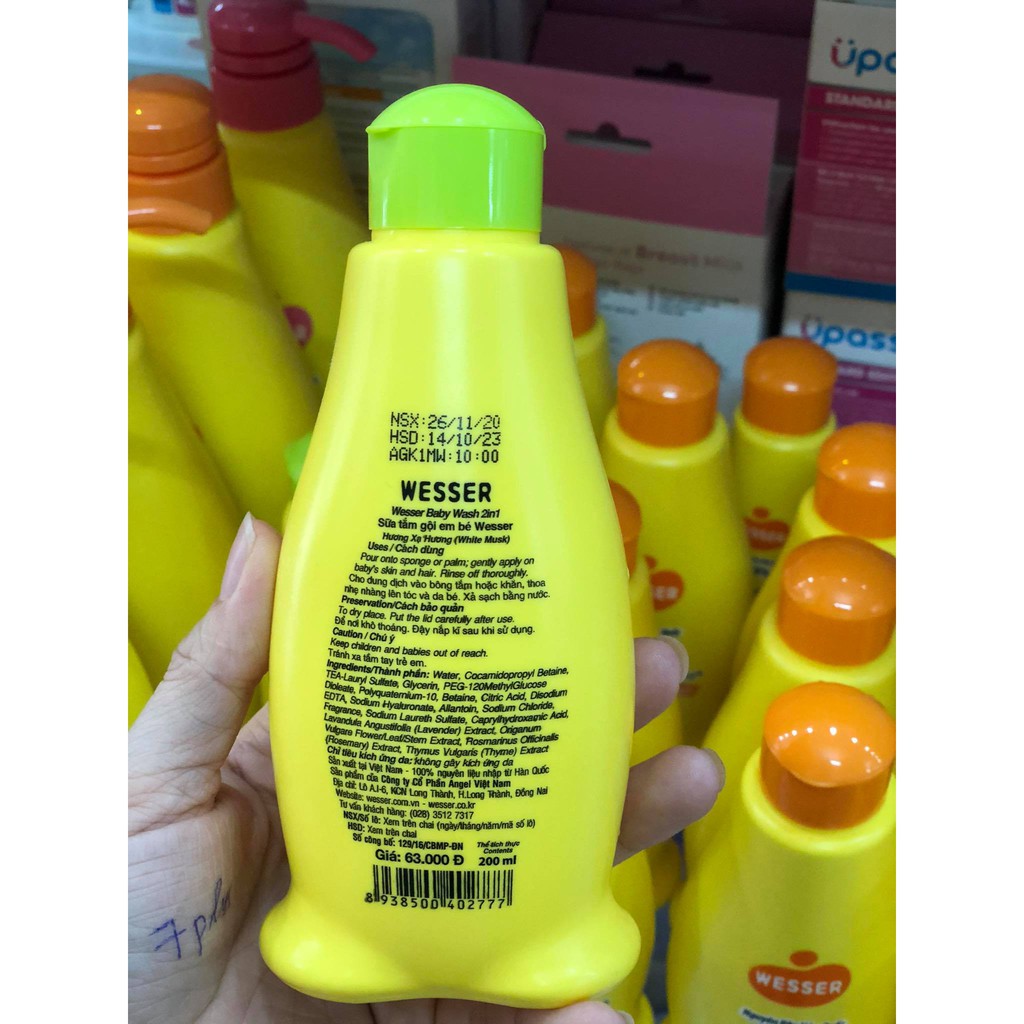 NSX:26/11/20
HSD:14/10/23
AGK1MW:10:00
WESSER
Wesser Baby Wash 2in1
Sữa tắm gội em bé Wesser
Hương Xạ Hương (White Musk)
Uses / Cách dùng
Pour onto sponge or palm; gently apply on
baby's skin and hair. Rinse off thoroughly.
Cho dung dịch vào bông tắm hoặc khăn, thoa
nhẹ nhàng lên tóc và da bé. Xả sạch bằng nước.
Preservation/Cách bảo quản
To dry place. Put the lid carefully after use.
Để nơi khô thoáng. Đậy nắp kĩ sau khi sử dụng.
Caution / Chú ý
Keep children and babies out of reach.
Tránh xa tầm tay trẻ em.
Ingredients/Thành phần: Water, Cocamidopropyl Betaine,
TEA-Lauryl Sulfate, Glycerin, PEG-120MethylGlucose
Dioleate, Polyquaternium-10, Betaine, Citric Acid, Disodium
EDTA, Sodium Hyaluronate, Allantoin, Sodium Chloride,
Fragrance, Sodium Laureth Sulfate, Caprylhydroxagnic Acid,
Lavandula Angustifolia (Lavender) Extract, Origanum
Vulgare Flower/Leaf/Stem Extract, Rosmarinus Officinalis
(Rosemary) Extract, Thymus Vulgaris (Thyme) Extract
Chỉ tiêu kích ứng da: không gây kích ứng da
Sản xuất tại Việt Nam - 100% nguyên liệu nhập từ Hàn Quốc
Sản phẩm của Công ty Cổ Phần Angel Việt Nam
Địa chỉ: Lô A.I-6, KCN Long Thành, H.Long Thành, Đồng Nai
Website: wesser.com.vn - wesser.co.kr
Tư vấn khách hàng: (028) 3512 7317
NSX/Số lô: Xem trên chai (ngày/tháng/năm/mã số lô)
HSD: Xem trên chai
Số công bố: 129/16/CBMP-ĐN
Thể tích thực
Contents
Giá: 63.000 Đ 200 ml
8 938500 402777
7 plus
Upass
STANDARD
Breast Milk
Upass
WESSER